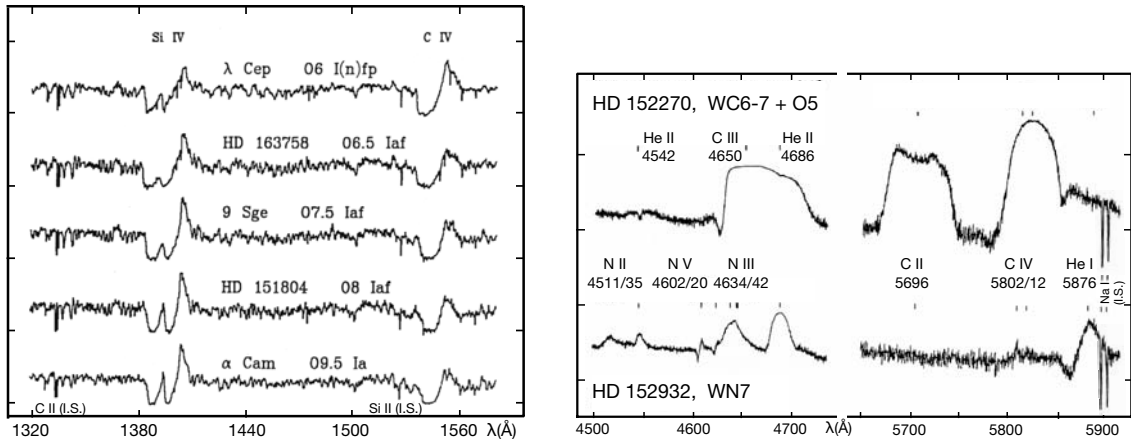 Si IV C IV
λ Cep O6 I(n)fp
HD 163758 O6.5 Iaf
9 Sge O7.5 Iaf
HD 151804 O8 Iaf
α Cam O9.5 Ia
C II (I.S.) Si II (I.S.)
1320 1380 1440 1500 1560 λ(Å)
HD 152270, WC6-7 + O5
He II C III He II
4542 4650 4686
N II N V N III C II C IV He I
4511/35 4602/20 4634/42 5696 5802/12 5876
Na I
(I.S.)
HD 152932, WN7
4500 4600 4700 λ(Å) 5700 5800 5900